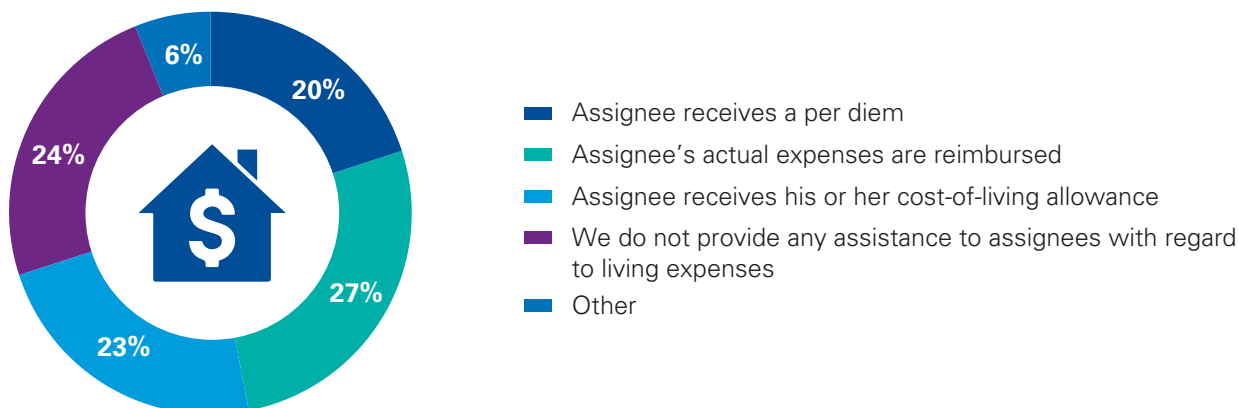 6%
20%
24%
27%
23%
$
Assignee receives a per diem
Assignee's actual expenses are reimbursed
Assignee receives his or her cost-of-living allowance
We do not provide any assistance to assignees with regard
to living expenses
Other